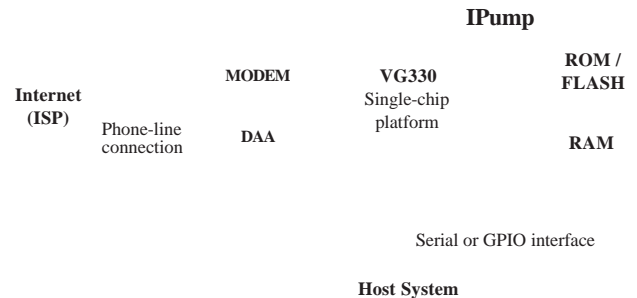 IPump
ROM /
FLASH
MODEM
VG330
Single-chip
platform
Internet
(ISP)
Phone-line
connection
DAA
RAM
Serial or GPIO interface
Host System